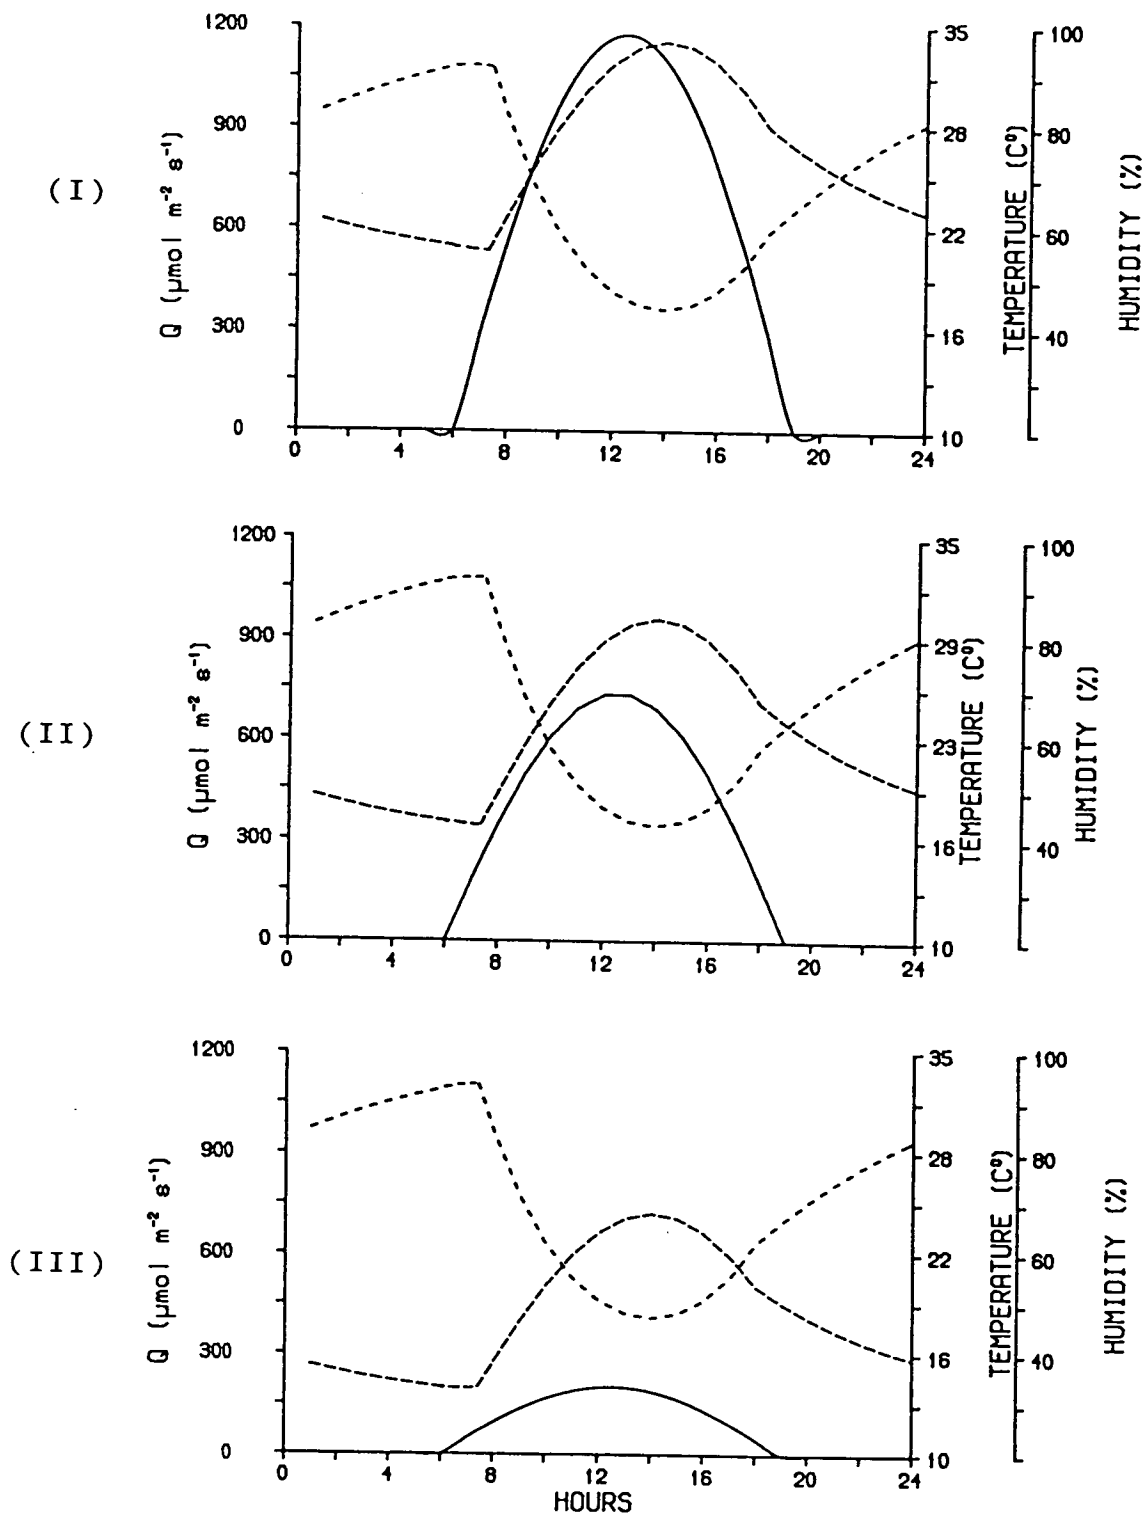 (I)
Q (µmol m⁻² s⁻¹)
1200
900
600
300
0
0 4 8 12 16 20 24
35
28
22
16
10
TEMPERATURE (C°)
100
80
60
40
HUMIDITY (%)
(II)
Q (µmol m⁻² s⁻¹)
1200
900
600
300
0
0 4 8 12 16 20 24
35
29
23
16
10
TEMPERATURE (C°)
100
80
60
40
HUMIDITY (%)
(III)
Q (µmol m⁻² s⁻¹)
1200
900
600
300
0
0 4 8 12 16 20 24
HOURS
35
28
22
16
10
TEMPERATURE (C°)
100
80
60
40
HUMIDITY (%)